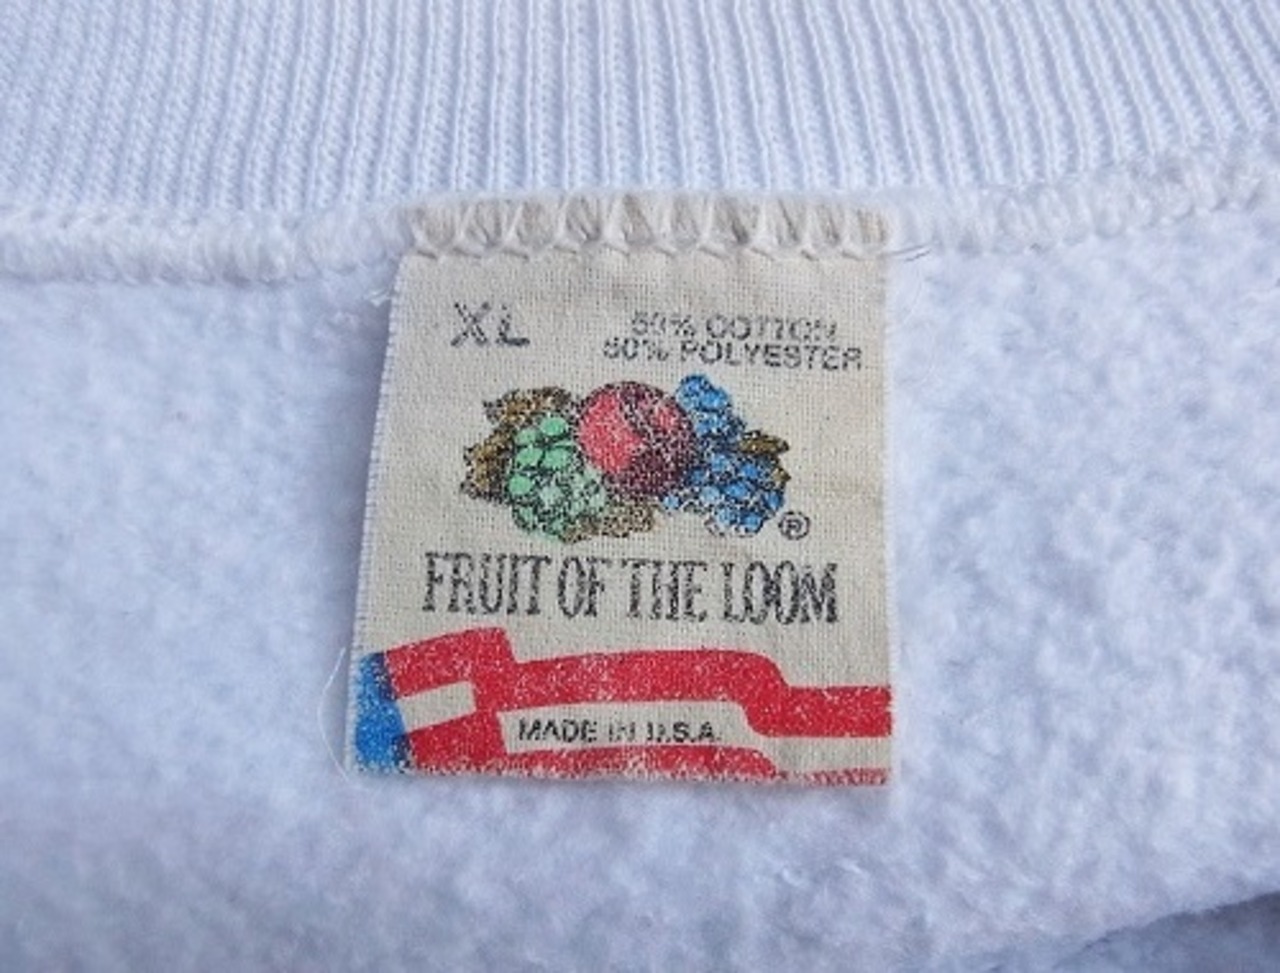 XL
50% COTTON
50% POLYESTER
®
FRUIT OF THE LOOM
MADE IN U.S.A.